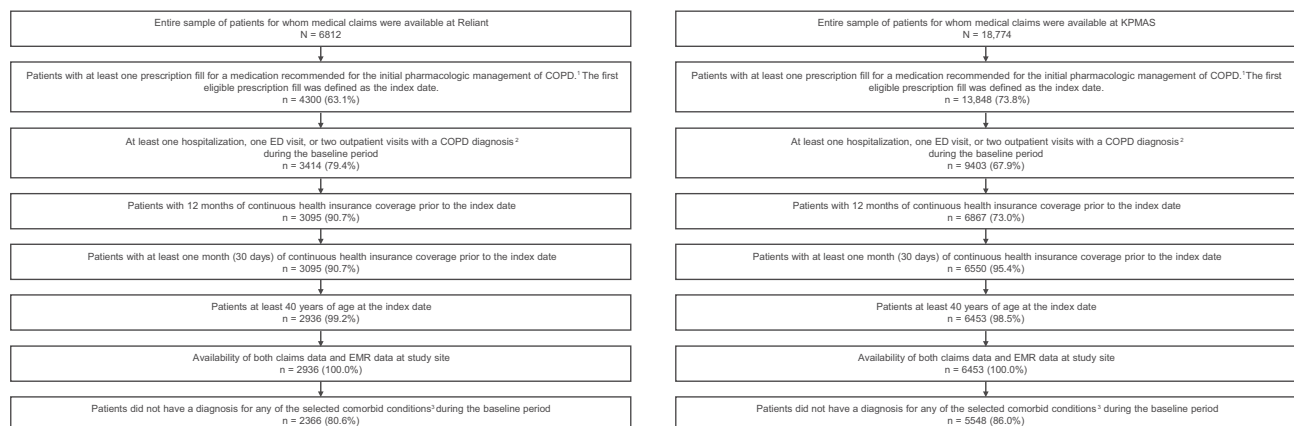 Entire sample of patients for whom medical claims were available at Reliant
N = 6812
Patients with at least one prescription fill for a medication recommended for the initial pharmacologic management of COPD.¹ The first
eligible prescription fill was defined as the index date.
n = 4300 (63.1%)
At least one hospitalization, one ED visit, or two outpatient visits with a COPD diagnosis²
during the baseline period
n = 3414 (79.4%)
Patients with 12 months of continuous health insurance coverage prior to the index date
n = 3095 (90.7%)
Patients with at least one month (30 days) of continuous health insurance coverage prior to the index date
n = 3095 (90.7%)
Patients at least 40 years of age at the index date
n = 2936 (99.2%)
Availability of both claims data and EMR data at study site
n = 2936 (100.0%)
Patients did not have a diagnosis for any of the selected comorbid conditions³ during the baseline period
n = 2366 (80.6%)
Entire sample of patients for whom medical claims were available at KPMAS
N = 18,774
Patients with at least one prescription fill for a medication recommended for the initial pharmacologic management of COPD.¹The first
eligible prescription fill was defined as the index date.
n = 13,848 (73.8%)
At least one hospitalization, one ED visit, or two outpatient visits with a COPD diagnosis²
during the baseline period
n = 9403 (67.9%)
Patients with 12 months of continuous health insurance coverage prior to the index date
n = 6867 (73.0%)
Patients with at least one month (30 days) of continuous health insurance coverage prior to the index date
n = 6550 (95.4%)
Patients at least 40 years of age at the index date
n = 6453 (98.5%)
Availability of both claims data and EMR data at study site
n = 6453 (100.0%)
Patients did not have a diagnosis for any of the selected comorbid conditions³ during the baseline period
n = 5548 (86.0%)